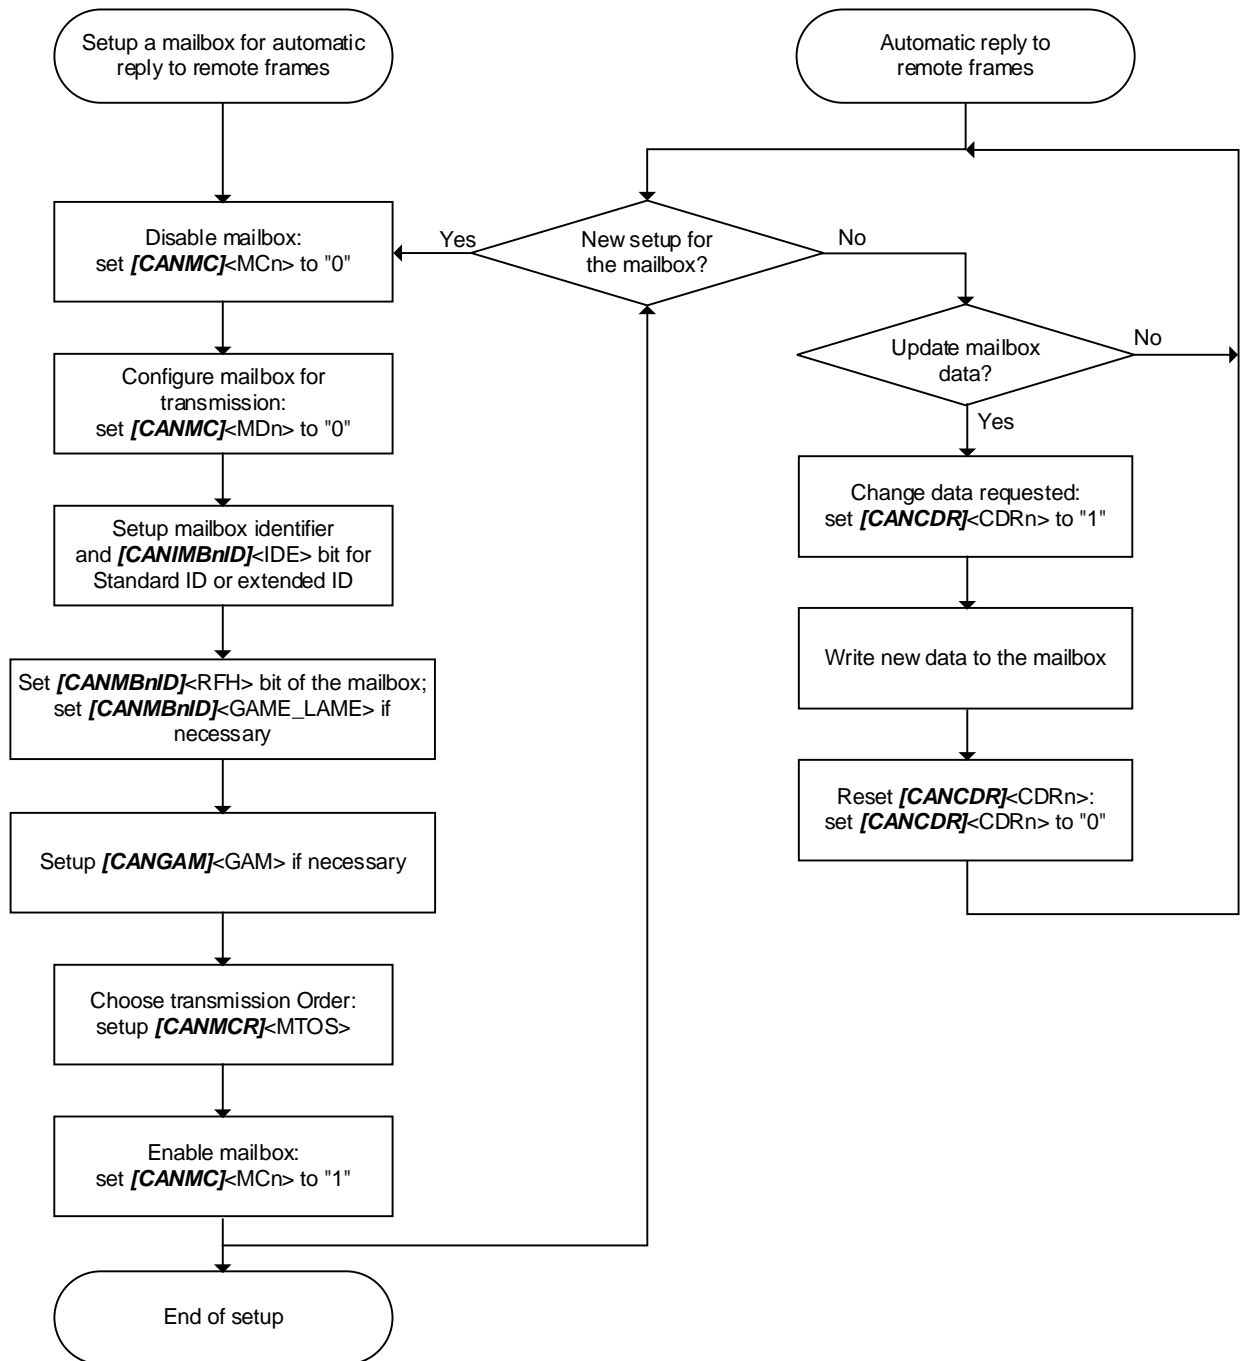 Setup a mailbox for automatic
reply to remote frames
Disable mailbox:
set [CANMC]<MCn> to "0"
Configure mailbox for
transmission:
set [CANMC]<MDn> to "0"
Setup mailbox identifier
and [CANIMBnID]<IDE> bit for
Standard ID or extended ID
Set [CANMBnID]<RFH> bit of the mailbox;
set [CANMBnID]<GAME_LAME> if
necessary
Setup [CANGAM]<GAM> if necessary
Choose transmission Order:
setup [CANMCR]<MTOS>
Enable mailbox:
set [CANMC]<MCn> to "1"
End of setup
Automatic reply to
remote frames
New setup for
the mailbox?
Yes
No
Update mailbox
data?
No
Yes
Change data requested:
set [CANCDR]<CDRn> to "1"
Write new data to the mailbox
Reset [CANCDR]<CDRn>:
set [CANCDR]<CDRn> to "0"